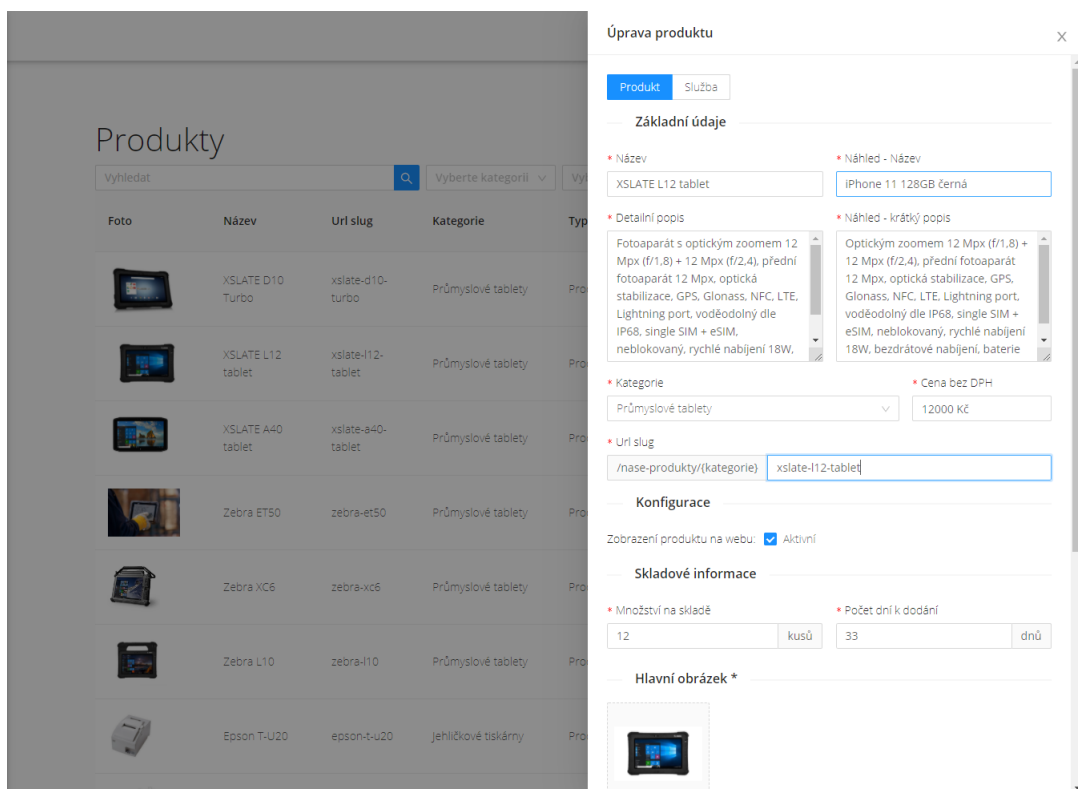 Úprava produktu
Produkt
Služba
Základní údaje
* Název
XSLATE L12 tablet
* Náhled - Název
iPhone 11 128GB černá
* Detailní popis
Fotoaparát s optickým zoomem 12
Mpx (f/1,8) + 12 Mpx (f/2,4), přední
fotoaparát 12 Mpx, optická
stabilizace, GPS, Glonass, NFC, LTE,
Lightning port, voděodolný dle
IP68, single SIM + eSIM,
neblokovaný, rychlé nabíjení 18W,
* Náhled - krátký popis
Optickým zoomem 12 Mpx (f/1,8) +
12 Mpx (f/2,4), přední fotoaparát
12 Mpx, optická stabilizace, GPS,
Glonass, NFC, LTE, Lightning port,
voděodolný dle IP68, single SIM +
eSIM, neblokovaný, rychlé nabíjení
18W, bezdrátové nabíjení, baterie
* Kategorie
Průmyslové tablety
* Cena bez DPH
12000 Kč
* Url slug
/nase-produkty/{kategorie}
xslate-l12-tablet
Konfigurace
Zobrazení produktu na webu:
Aktivní
Skladové informace
* Množství na skladě
12
kusů
* Počet dní k dodání
33
dnů
Hlavní obrázek *
Produkty
Vyhledat
Vyberte kategorii
Foto
Název
Url slug
Kategorie
XSLATE D10
Turbo
xslate-d10-
turbo
Průmyslové tablety
XSLATE L12
tablet
xslate-l12-
tablet
Průmyslové tablety
XSLATE A40
tablet
xslate-a40-
tablet
Průmyslové tablety
Zebra ET50
zebra-et50
Průmyslové tablety
Zebra XC6
zebra-xc6
Průmyslové tablety
Zebra L10
zebra-l10
Průmyslové tablety
Epson T-U20
epson-t-u20
Jehličkové tiskárny